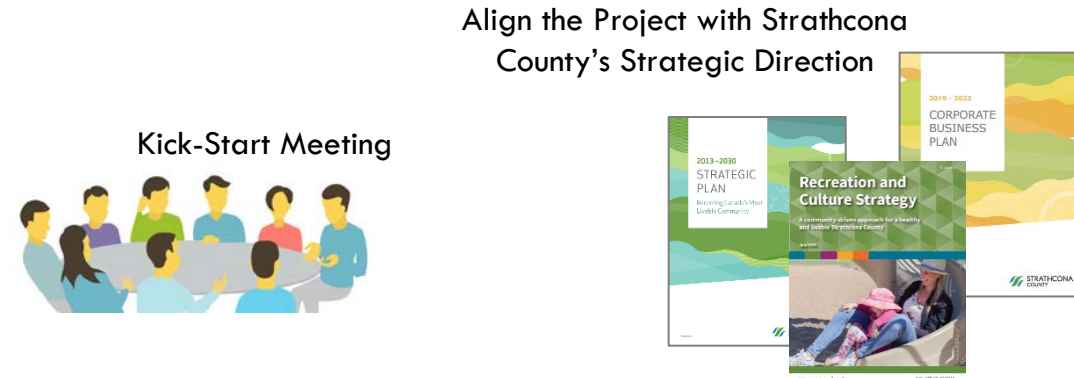 Align the Project with Strathcona
County's Strategic Direction
Kick-Start Meeting
2019 - 2022
CORPORATE
BUSINESS
PLAN
2013-2030
STRATEGIC
PLAN
Becoming Canada's Most
Livable Community
Recreation and
Culture Strategy
A community-driven approach for a healthy
and livable Strathcona County
STRATHCONA
COUNTY